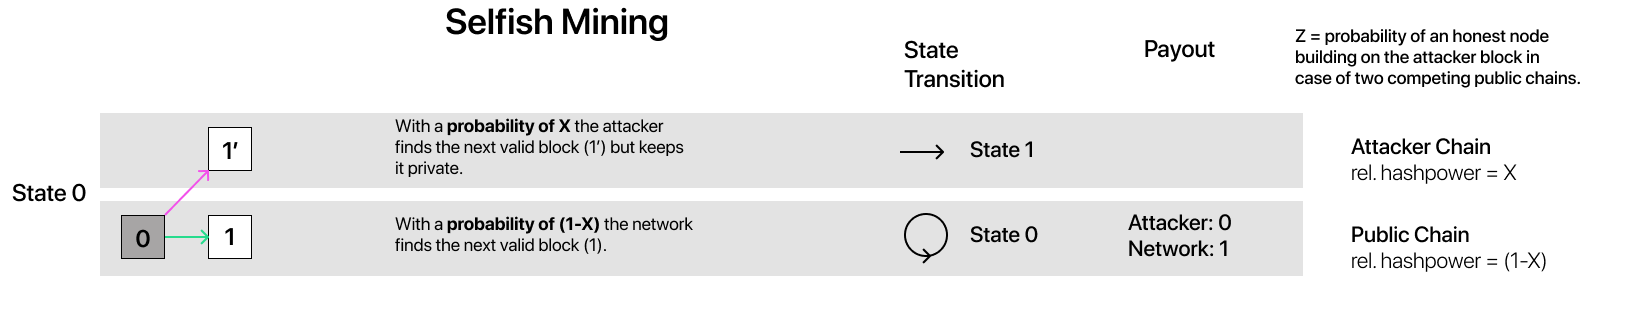 Selfish Mining
State
Transition
Payout
Z = probability of an honest node
building on the attacker block in
case of two competing public chains.
State 0
1′
With a probability of X the attacker
finds the next valid block (1′) but keeps
it private.
State 1
Attacker Chain
rel. hashpower = X
0
1
With a probability of (1-X) the network
finds the next valid block (1).
State 0
Attacker: 0
Network: 1
Public Chain
rel. hashpower = (1-X)